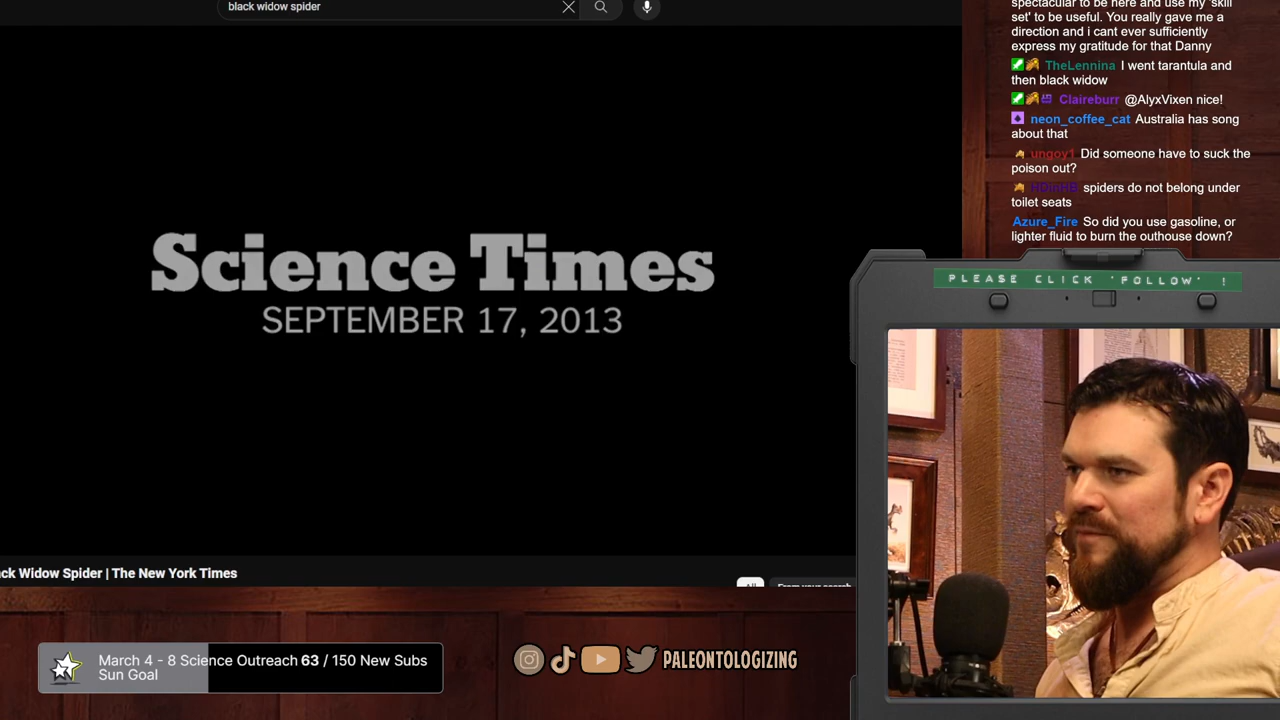 black widow spider
Science Times
SEPTEMBER 17, 2013
ck Widow Spider | The New York Times
All
From your search
spectacular to be here and use my 'skill
set' to be useful. You really gave me a
direction and i cant ever sufficiently
express my gratitude for that Danny
TheLennina I went tarantula and
then black widow
Claireburr @AlyxVixen nice!
neon_coffee_cat Australia has song
about that
ungoy1 Did someone have to suck the
poison out?
spiders do not belong under
toilet seats
Azure_Fire So did you use gasoline, or
lighter fluid to burn the outhouse down?
PLEASE CLICK 'FOLLOW' !
March 4 - 8 Science Outreach 63 / 150 New Subs
Sun Goal
PALEONTOLOGIZING